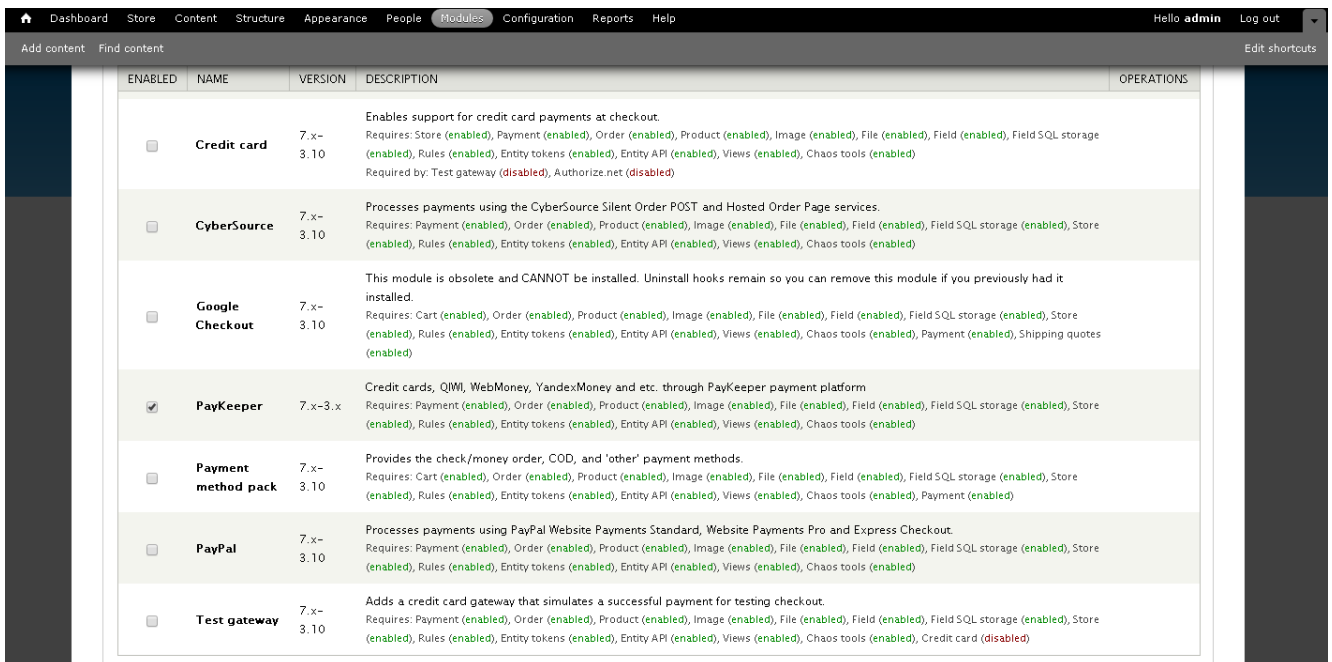 Dashboard Store Content Structure Appearance People Modules Configuration Reports Help Hello admin Log out
Add content Find content Edit shortcuts
ENABLED NAME VERSION DESCRIPTION OPERATIONS
Enables support for credit card payments at checkout.
Credit card 7.x-3.10 Requires: Store (enabled), Payment (enabled), Order (enabled), Product (enabled), Image (enabled), File (enabled), Field (enabled), Field SQL storage
(enabled), Rules (enabled), Entity tokens (enabled), Entity API (enabled), Views (enabled), Chaos tools (enabled)
Required by: Test gateway (disabled), Authorize.net (disabled)
Processes payments using the CyberSource Silent Order POST and Hosted Order Page services.
CyberSource 7.x-3.10 Requires: Payment (enabled), Order (enabled), Product (enabled), Image (enabled), File (enabled), Field (enabled), Field SQL storage (enabled), Store
(enabled), Rules (enabled), Entity tokens (enabled), Entity API (enabled), Views (enabled), Chaos tools (enabled)
This module is obsolete and CANNOT be installed. Uninstall hooks remain so you can remove this module if you previously had it
installed.
Google Checkout 7.x-3.10 Requires: Cart (enabled), Order (enabled), Product (enabled), Image (enabled), File (enabled), Field (enabled), Field SQL storage (enabled), Store
(enabled), Rules (enabled), Entity tokens (enabled), Entity API (enabled), Views (enabled), Chaos tools (enabled), Payment (enabled), Shipping quotes
(enabled)
Credit cards, QIWI, WebMoney, YandexMoney and etc. through PayKeeper payment platform
PayKeeper 7.x-3.x Requires: Payment (enabled), Order (enabled), Product (enabled), Image (enabled), File (enabled), Field (enabled), Field SQL storage (enabled), Store
(enabled), Rules (enabled), Entity tokens (enabled), Entity API (enabled), Views (enabled), Chaos tools (enabled)
Provides the check/money order, COD, and 'other' payment methods.
Payment method pack 7.x-3.10 Requires: Cart (enabled), Order (enabled), Product (enabled), Image (enabled), File (enabled), Field (enabled), Field SQL storage (enabled), Store
(enabled), Rules (enabled), Entity tokens (enabled), Entity API (enabled), Views (enabled), Chaos tools (enabled), Payment (enabled)
Processes payments using PayPal Website Payments Standard, Website Payments Pro and Express Checkout.
PayPal 7.x-3.10 Requires: Payment (enabled), Order (enabled), Product (enabled), Image (enabled), File (enabled), Field (enabled), Field SQL storage (enabled), Store
(enabled), Rules (enabled), Entity tokens (enabled), Entity API (enabled), Views (enabled), Chaos tools (enabled)
Adds a credit card gateway that simulates a successful payment for testing checkout.
Test gateway 7.x-3.10 Requires: Payment (enabled), Order (enabled), Product (enabled), Image (enabled), File (enabled), Field (enabled), Field SQL storage (enabled), Store
(enabled), Rules (enabled), Entity tokens (enabled), Entity API (enabled), Views (enabled), Chaos tools (enabled), Credit card (disabled)